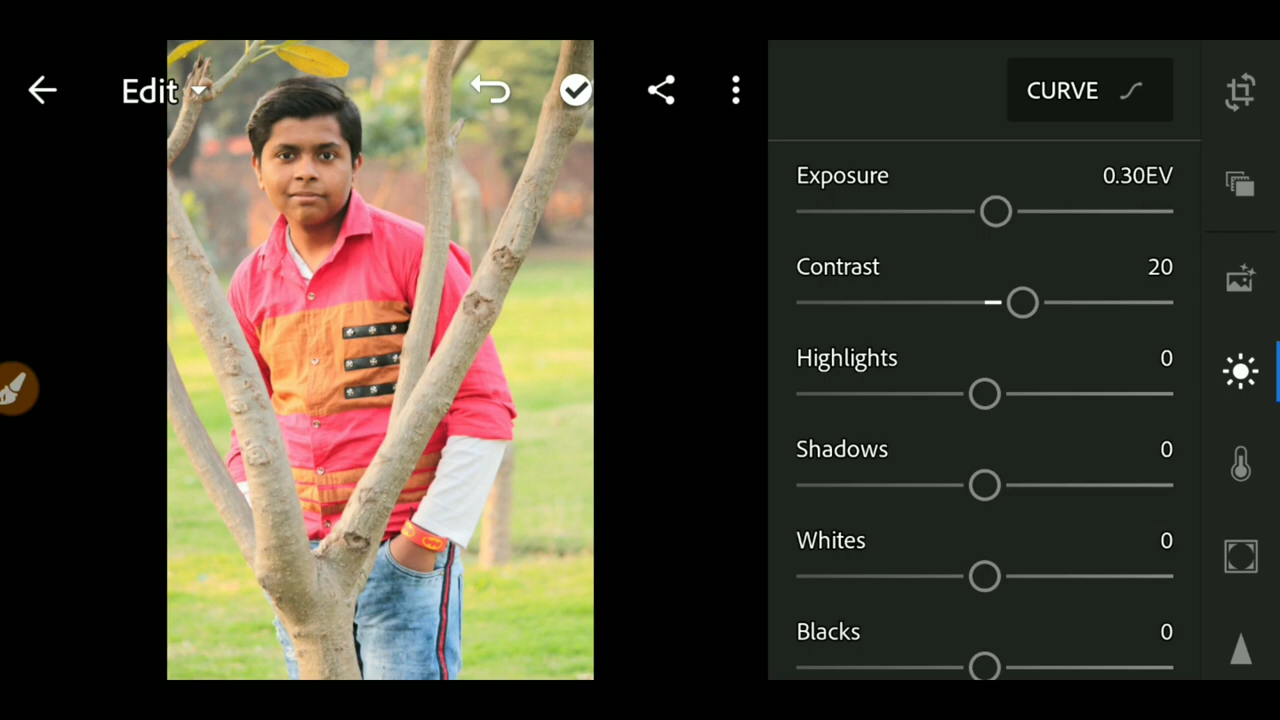 Edit
CURVE
Exposure 0.30EV
Contrast 20
Highlights 0
Shadows 0
Whites 0
Blacks 0